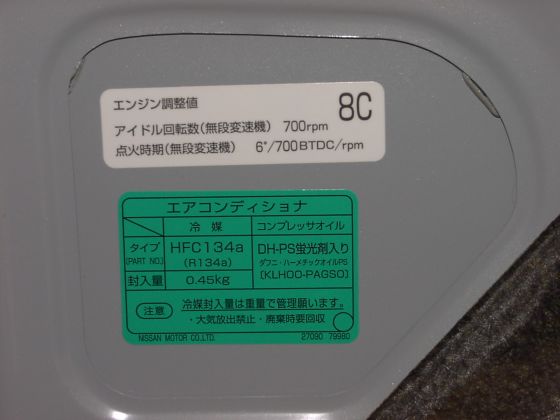 エンジン調整値
8C
アイドル回転数(無段変速機) 700rpm
点火時期(無段変速機) 6°/700BTDC/rpm
エアコンディショナ
冷媒 コンプレッサオイル
タイプ HFC134a DH-PS蛍光剤入り
[PART NO.] (R134a) ダフニ・ハーメチックオイルPS
封入量 0.45kg [KLH00-PAGS0]
注意 冷媒封入量は重量で管理願います。
・大気放出禁止・廃棄時要回収
NISSAN MOTOR CO.,LTD. 27090 79980